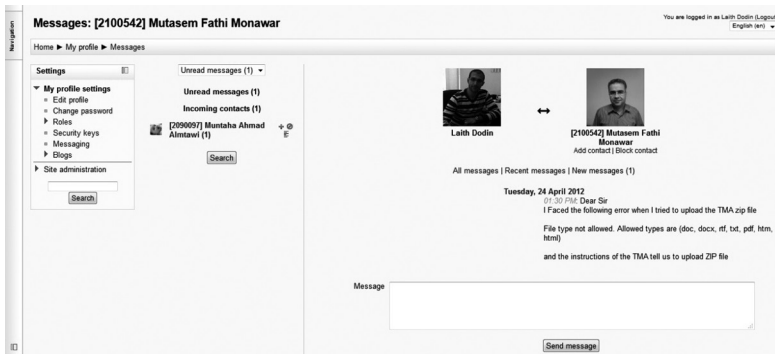 Navigation
Messages: [2100542] Mutasem Fathi Monawar
You are logged in as Laith Dodin (Logout
English (en)
Home ► My profile ► Messages
Settings
My profile settings
Edit profile
Change password
Roles
Security keys
Messaging
Blogs
Site administration
Search
Unread messages (1)
Unread messages (1)
Incoming contacts (1)
[2090097] Muntaha Ahmad
Almtawi (1)
Search
Laith Dodin
[2100542] Mutasem Fathi
Monawar
Add contact | Block contact
All messages | Recent messages | New messages (1)
Tuesday, 24 April 2012
01:30 PM: Dear Sir
I Faced the following error when I tried to upload the TMA zip file
File type not allowed. Allowed types are (doc, docx, rtf, txt, pdf, htm,
html)
and the instructions of the TMA tell us to upload ZIP file
Message
Send message